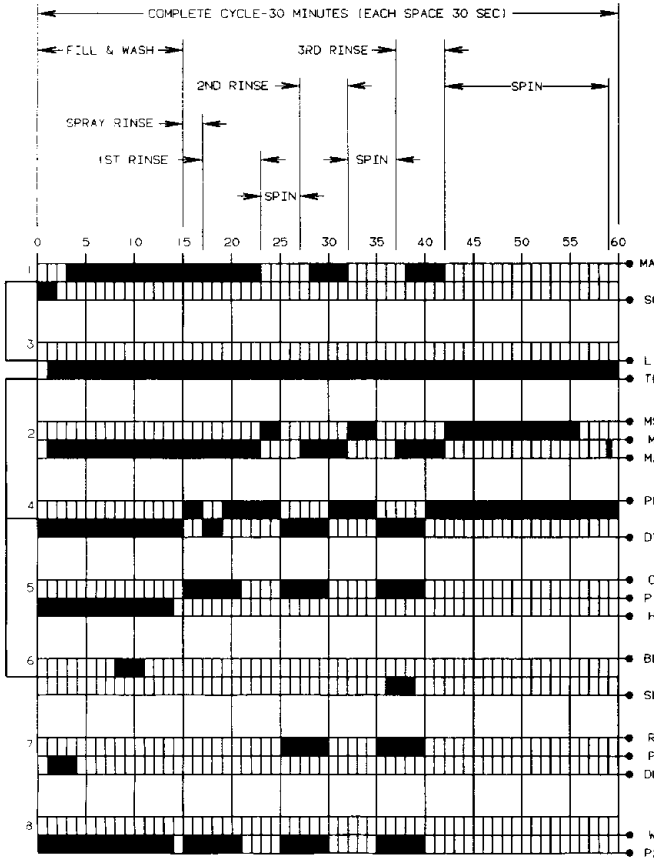 COMPLETE CYCLE-30 MINUTES (EACH SPACE 30 SEC)
FILL & WASH
3RD RINSE
2ND RINSE
SPIN
SPRAY RINSE
1ST RINSE
SPIN
SPIN
0 5 10 15 20 25 30 35 40 45 50 55 60
1
MA
3
L
2
M
4
D
5
6
7
R
P
8